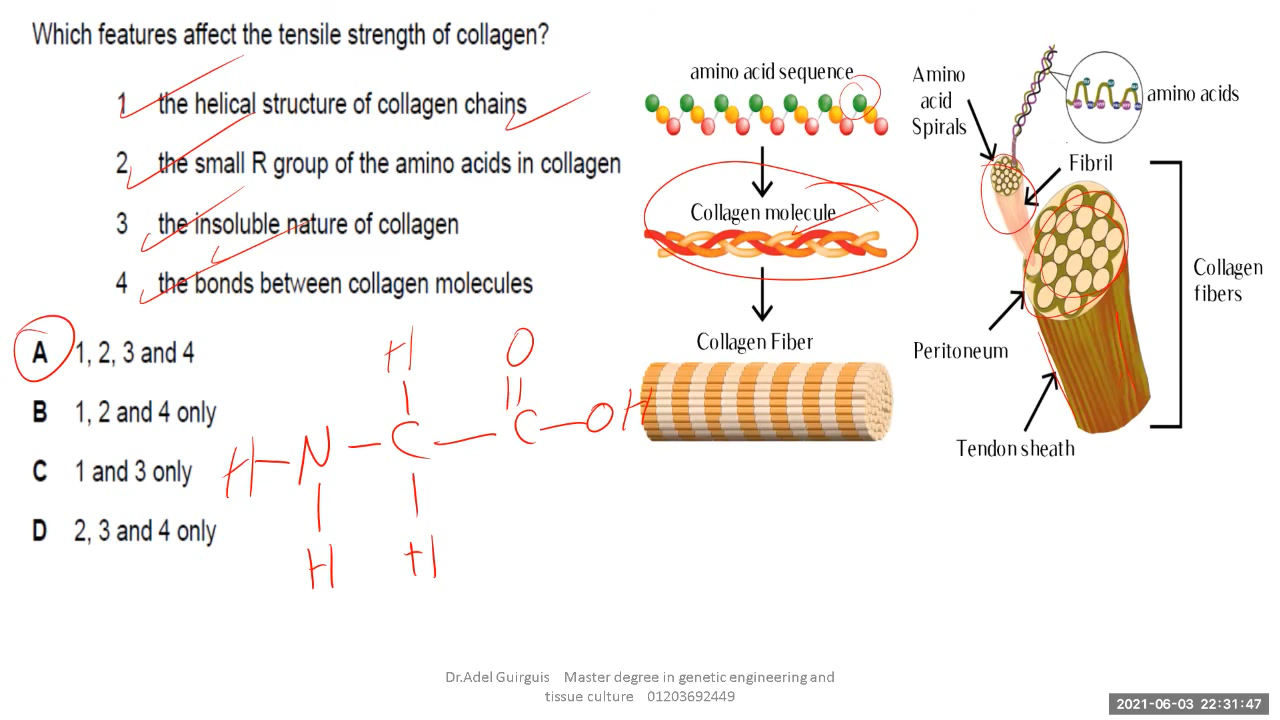 Which features affect the tensile strength of collagen?
1 the helical structure of collagen chains
2 the small R group of the amino acids in collagen
3 the insoluble nature of collagen
4 the bonds between collagen molecules
A 1, 2, 3 and 4
B 1, 2 and 4 only
C 1 and 3 only
D 2, 3 and 4 only
H O
H N C C OH
H H
amino acid sequence
Collagen molecule
Collagen Fiber
Amino
acid
Spirals
amino acids
Fibril
Collagen
fibers
Peritoneum
Tendon sheath
Dr.Adel Guirguis Master degree in genetic engineering and
tissue culture 01203692449
2021-06-03 22:31:47